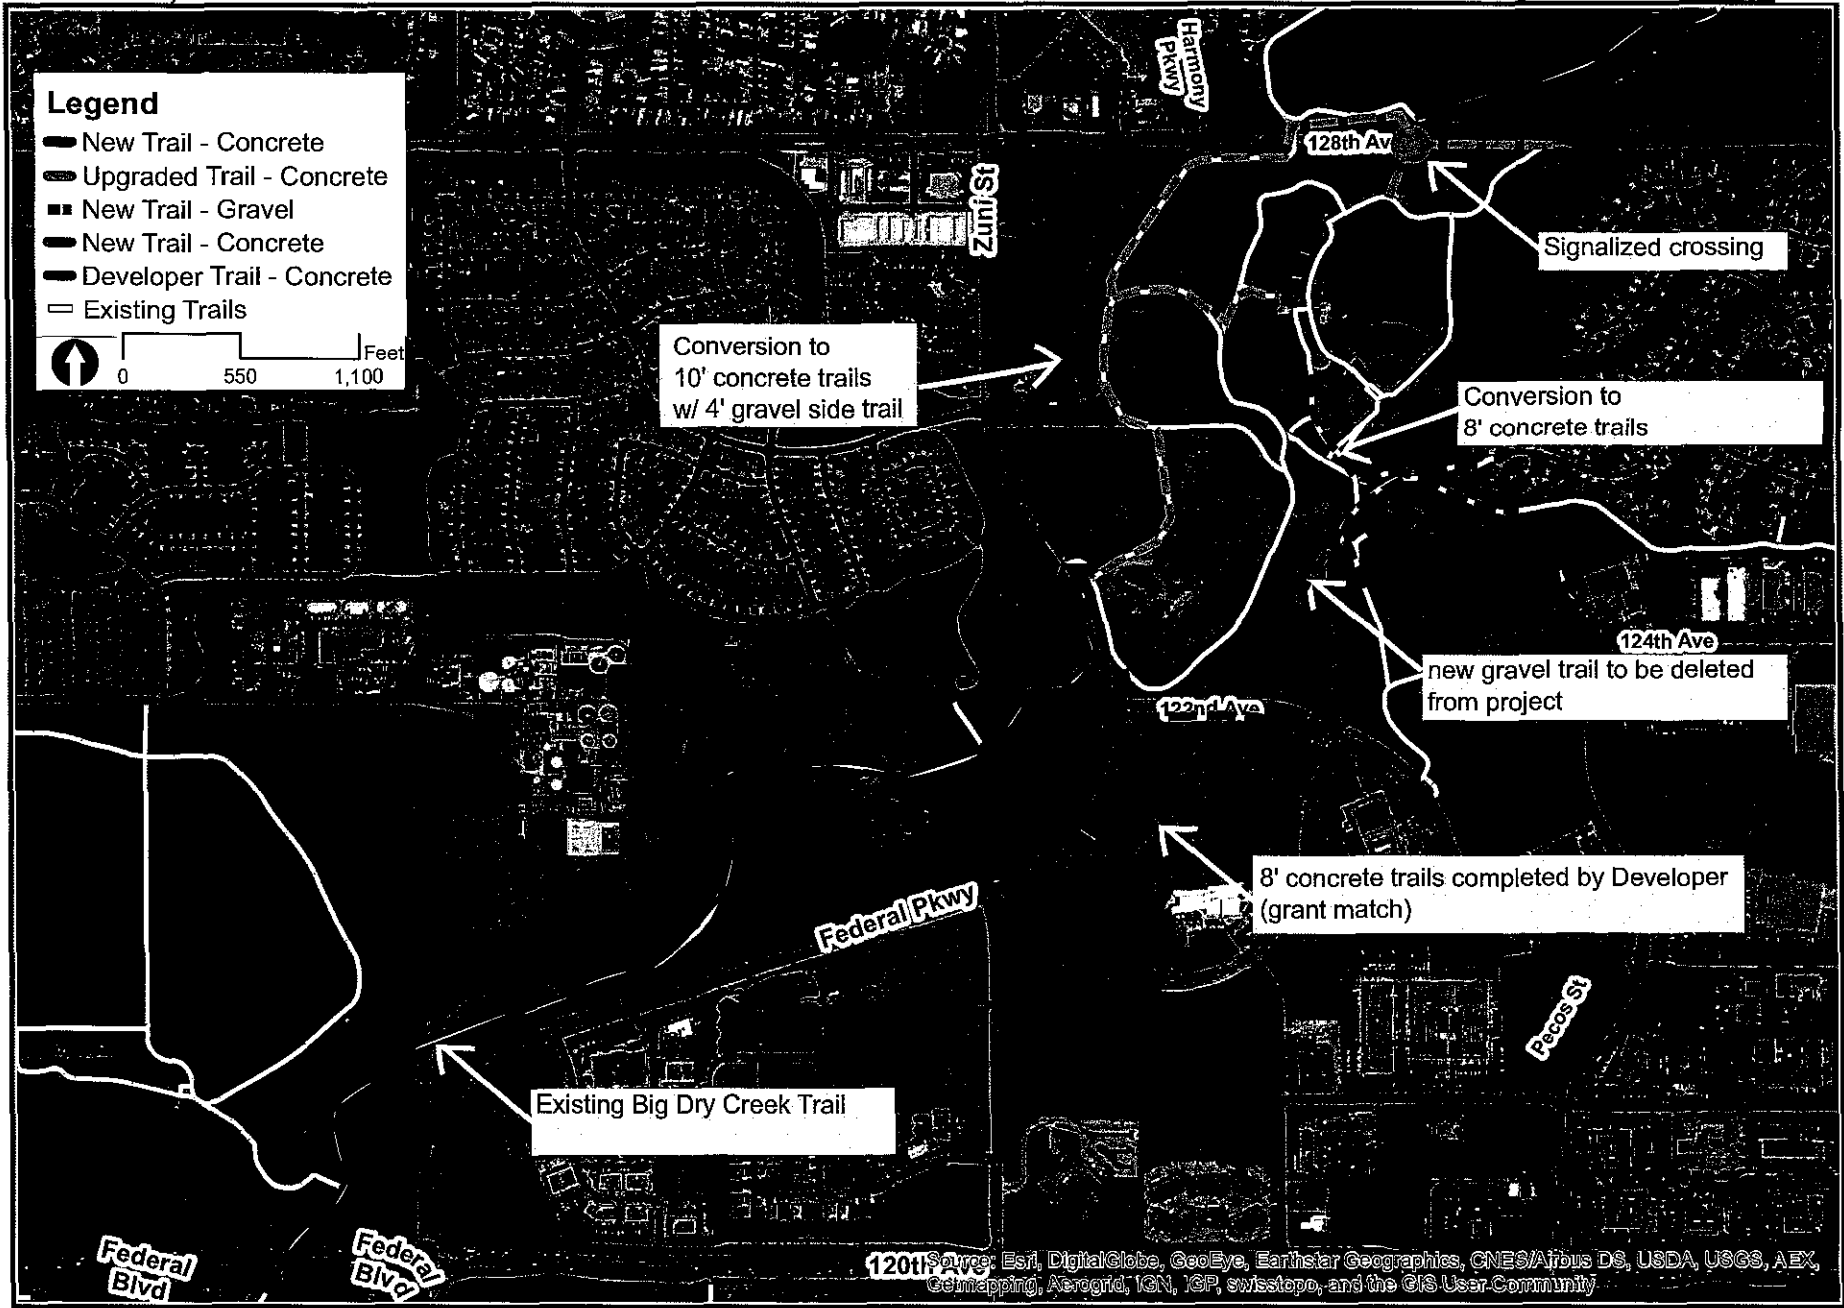 Legend
New Trail - Concrete
Upgraded Trail - Concrete
New Trail - Gravel
New Trail - Concrete
Developer Trail - Concrete
Existing Trails
Feet
0 550 1,100
Harmony
Pkwy
128th Av
Zuni St
Signalized crossing
Conversion to
10' concrete trails
w/ 4' gravel side trail
Conversion to
8' concrete trails
124th Ave
new gravel trail to be deleted
from project
122nd Ave
8' concrete trails completed by Developer
(grant match)
Federal Pkwy
Pecos St
Existing Big Dry Creek Trail
Federal
Blvd
Federal
Blvd
120th Ave
Source: Esri, DigitalGlobe, GeoEye, Earthstar Geographics, CNES/Airbus DS, USDA, USGS, AEX,
Getmapping, Aerogrid, IGN, IGP, swisstopo, and the GIS User Community